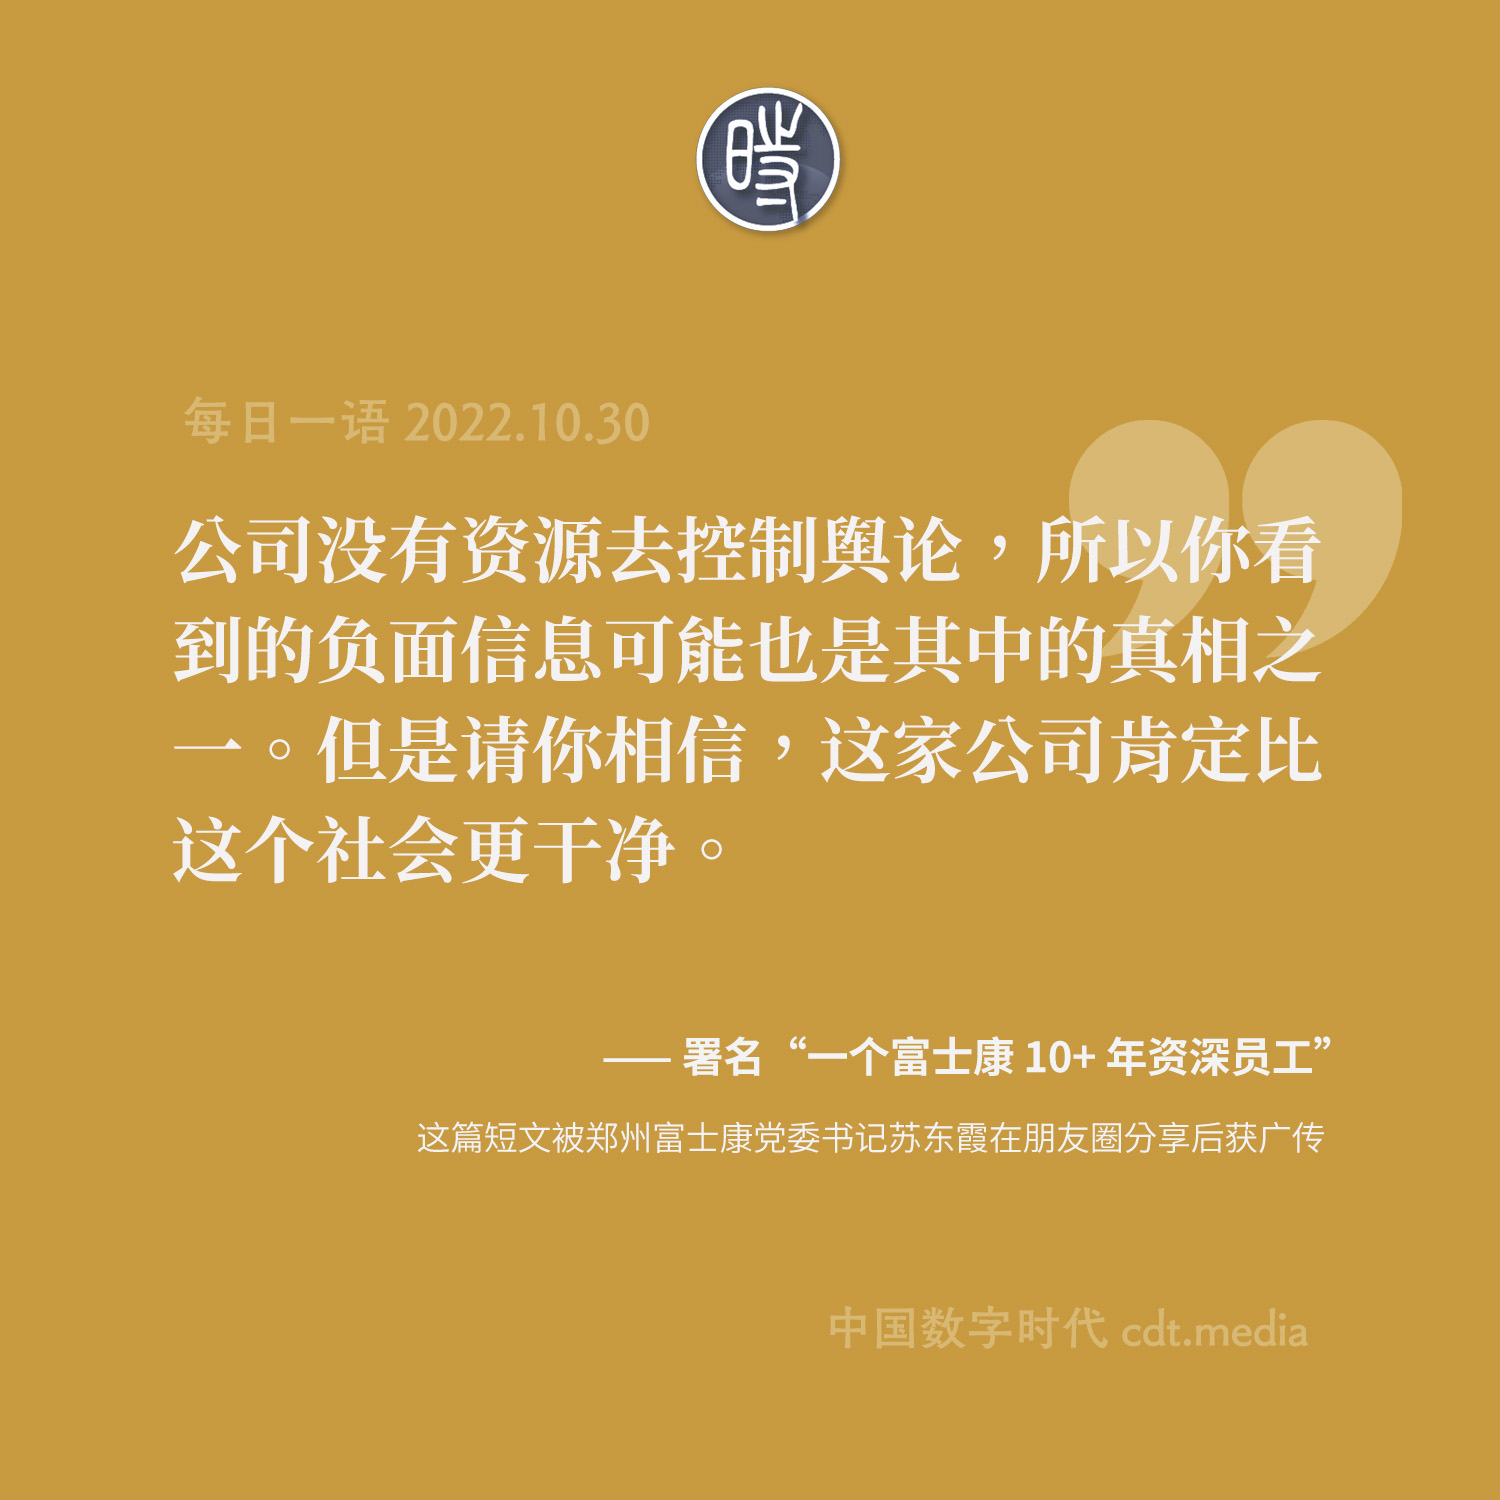 時
每日一语 2022.10.30
公司没有资源去控制舆论，所以你看
到的负面信息可能也是其中的真相之
一。但是请你相信，这家公司肯定比
这个社会更干净。
—— 署名“一个富士康 10+ 年资深员工”
这篇短文被郑州富士康党委书记苏东霞在朋友圈分享后获广传
中国数字时代 cdt.media